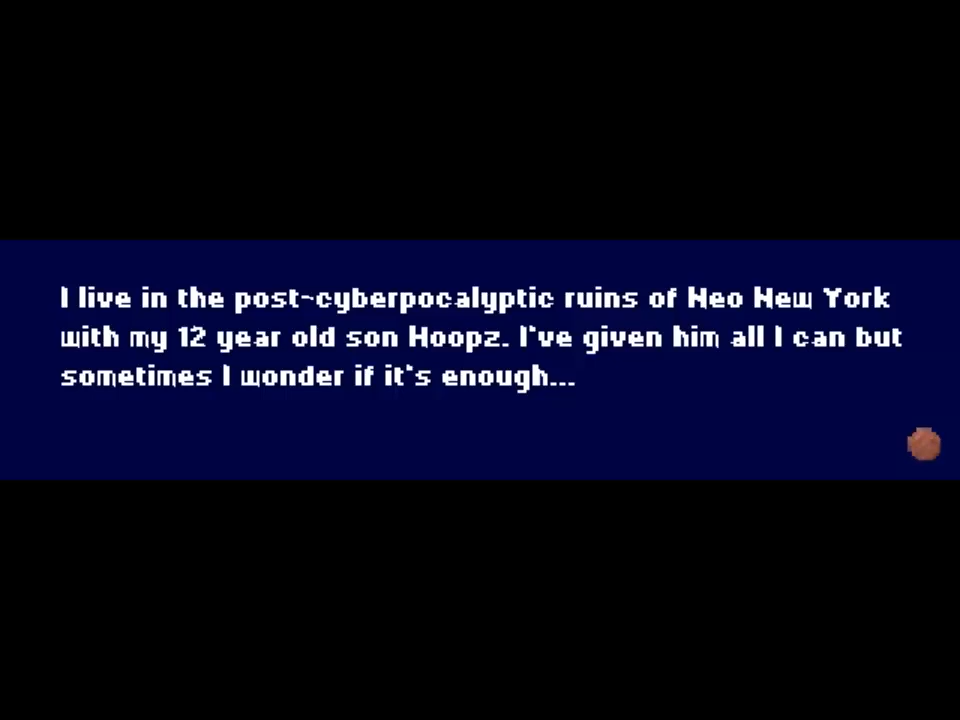 I live in the post-cyberpocalyptic ruins of Neo New York
with my 12 year old son Hoopz. I've given him all I can but
sometimes I wonder if it's enough...